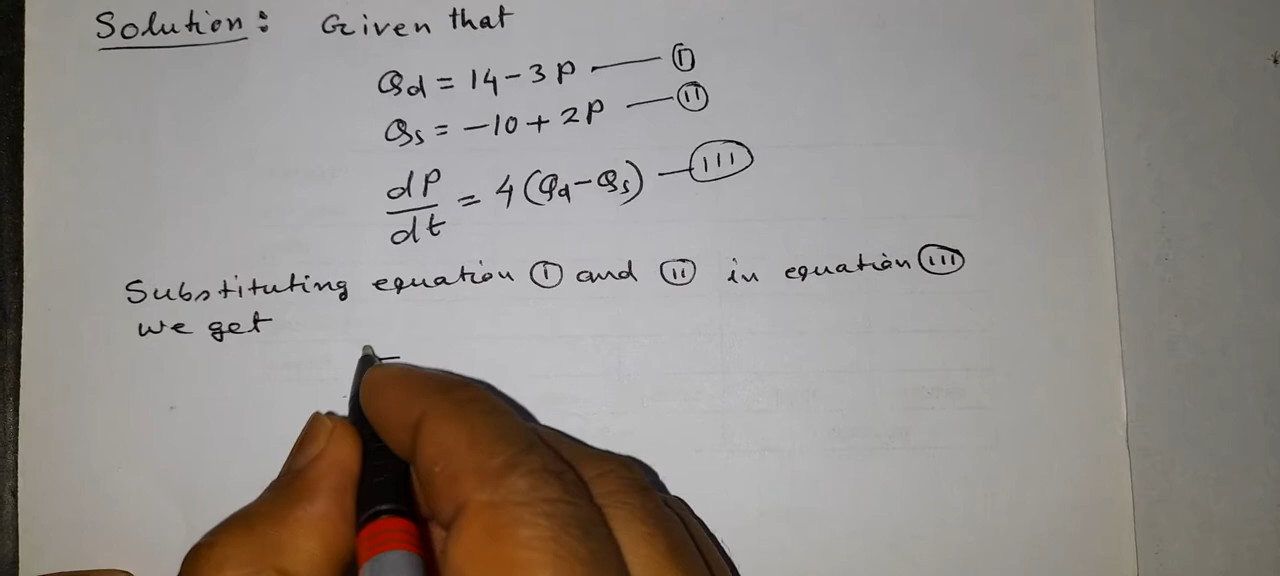 Solution: Given that
Qd = 14 - 3P — I
Qs = -10 + 2P — II
dP/dt = 4(Qd - Qs) — III
Substituting equation I and II in equation III
we get